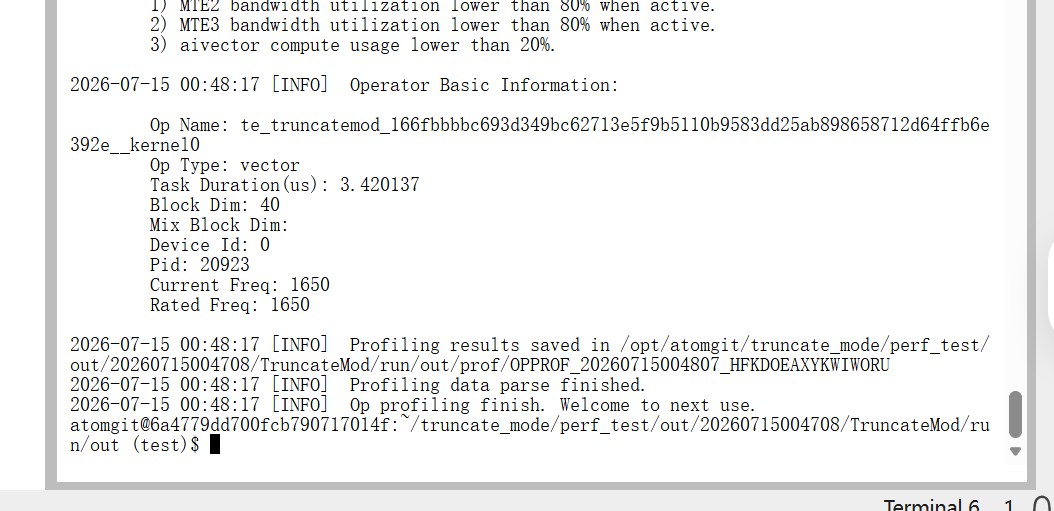 1) MTE2 bandwidth utilization lower than 80% when active.
2) MTE3 bandwidth utilization lower than 80% when active.
3) aivector compute usage lower than 20%.
2026-07-15 00:48:17 [INFO]  Operator Basic Information:
Op Name: te_truncatemod_166fbbbbc693d349bc62713e5f9b5110b9583dd25ab898658712d64ffb6e
392e__kernel0
Op Type: vector
Task Duration(us): 3.420137
Block Dim: 40
Mix Block Dim:
Device Id: 0
Pid: 20923
Current Freq: 1650
Rated Freq: 1650
2026-07-15 00:48:17 [INFO]  Profiling results saved in /opt/atomgit/truncate_mode/perf_test/
out/20260715004708/TruncateMod/run/out/prof/OPPROF_20260715004807_HFKDOEAXYKWIWORU
2026-07-15 00:48:17 [INFO]  Profiling data parse finished.
2026-07-15 00:48:17 [INFO]  Op profiling finish. Welcome to next use.
atomgit@6a4779dd700fcb790717014f:~/truncate_mode/perf_test/out/20260715004708/TruncateMod/ru
n/out (test)$
Terminal 6 1